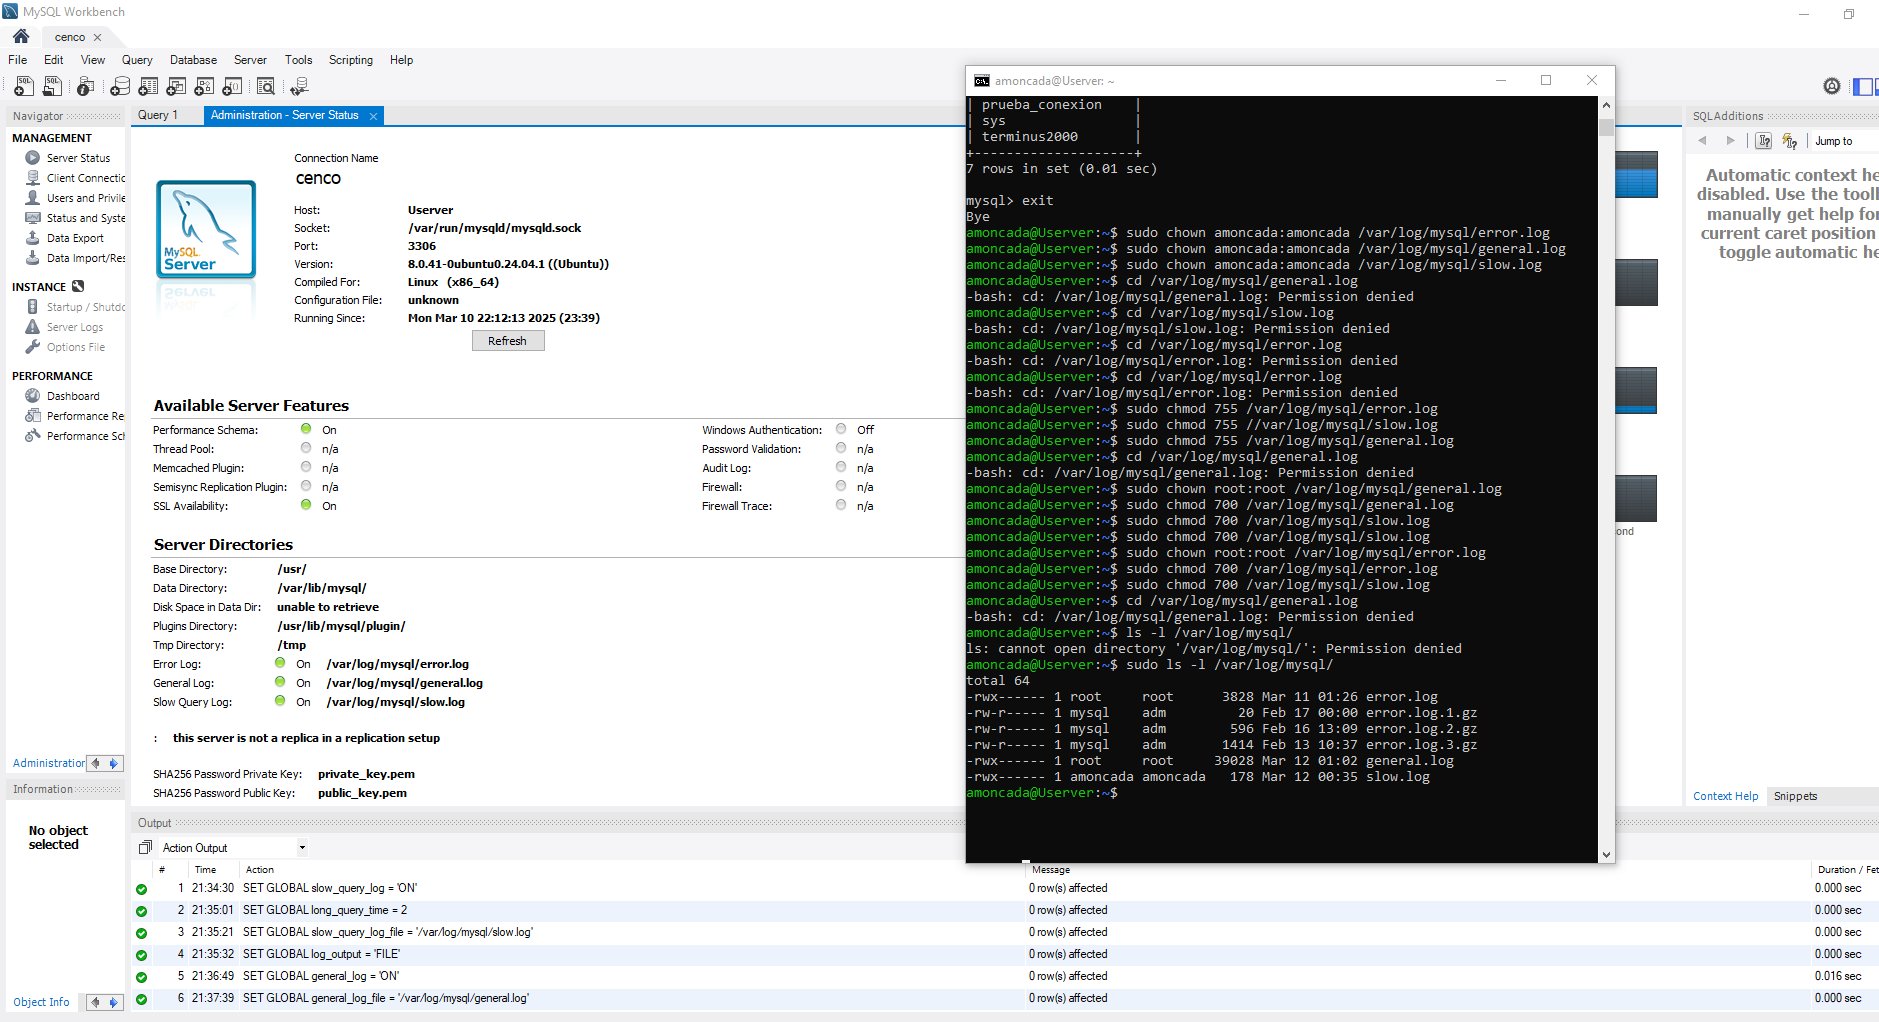 MySQL Workbench
cenco
File Edit View Query Database Server Tools Scripting Help
Navigator
MANAGEMENT
Server Status
Client Connectic
Users and Privile
Status and Syste
Data Export
Data Import/Res
INSTANCE
Startup / Shutdc
Server Logs
Options File
PERFORMANCE
Dashboard
Performance Re
Performance Sch
Administration
Information
No object
selected
Object Info
Query 1
Administration - Server Status
Connection Name
cenco
MySQL
Server
Host: Userver
Socket: /var/run/mysqld/mysqld.sock
Port: 3306
Version: 8.0.41-0ubuntu0.24.04.1 ((Ubuntu))
Compiled For: Linux (x86_64)
Configuration File: unknown
Running Since: Mon Mar 10 22:12:13 2025 (23:39)
Refresh
Available Server Features
Performance Schema: On
Thread Pool: n/a
Memcached Plugin: n/a
Semisync Replication Plugin: n/a
SSL Availability: On
Windows Authentication: Off
Password Validation: n/a
Audit Log: n/a
Firewall: n/a
Firewall Trace: n/a
Server Directories
Base Directory: /usr/
Data Directory: /var/lib/mysql/
Disk Space in Data Dir: unable to retrieve
Plugins Directory: /usr/lib/mysql/plugin/
Tmp Directory: /tmp
Error Log: On /var/log/mysql/error.log
General Log: On /var/log/mysql/general.log
Slow Query Log: On /var/log/mysql/slow.log
: this server is not a replica in a replication setup
SHA256 Password Private Key: private_key.pem
SHA256 Password Public Key: public_key.pem
amoncada@Userver: ~
| prueba_conexion    |
| sys                |
| terminus2000       |
+--------------------+
7 rows in set (0.01 sec)
mysql> exit
Bye
amoncada@Userver:~$ sudo chown amoncada:amoncada /var/log/mysql/error.log
amoncada@Userver:~$ sudo chown amoncada:amoncada /var/log/mysql/general.log
amoncada@Userver:~$ sudo chown amoncada:amoncada /var/log/mysql/slow.log
amoncada@Userver:~$ cd /var/log/mysql/general.log
-bash: cd: /var/log/mysql/general.log: Permission denied
amoncada@Userver:~$ cd /var/log/mysql/slow.log
-bash: cd: /var/log/mysql/slow.log: Permission denied
amoncada@Userver:~$ cd /var/log/mysql/error.log
-bash: cd: /var/log/mysql/error.log: Permission denied
amoncada@Userver:~$ cd /var/log/mysql/error.log
-bash: cd: /var/log/mysql/error.log: Permission denied
amoncada@Userver:~$ sudo chmod 755 /var/log/mysql/error.log
amoncada@Userver:~$ sudo chmod 755 //var/log/mysql/slow.log
amoncada@Userver:~$ sudo chmod 755 /var/log/mysql/general.log
amoncada@Userver:~$ cd /var/log/mysql/general.log
-bash: cd: /var/log/mysql/general.log: Permission denied
amoncada@Userver:~$ sudo chown root:root /var/log/mysql/general.log
amoncada@Userver:~$ sudo chmod 700 /var/log/mysql/general.log
amoncada@Userver:~$ sudo chmod 700 /var/log/mysql/slow.log
amoncada@Userver:~$ sudo chmod 700 /var/log/mysql/slow.log
amoncada@Userver:~$ sudo chown root:root /var/log/mysql/error.log
amoncada@Userver:~$ sudo chmod 700 /var/log/mysql/error.log
amoncada@Userver:~$ sudo chmod 700 /var/log/mysql/slow.log
amoncada@Userver:~$ cd /var/log/mysql/general.log
-bash: cd: /var/log/mysql/general.log: Permission denied
amoncada@Userver:~$ ls -l /var/log/mysql/
ls: cannot open directory '/var/log/mysql/': Permission denied
amoncada@Userver:~$ sudo ls -l /var/log/mysql/
total 64
-rwx------ 1 root     root      3828 Mar 11 01:26 error.log
-rw-r----- 1 mysql    adm         20 Feb 17 00:00 error.log.1.gz
-rw-r----- 1 mysql    adm        596 Feb 16 13:09 error.log.2.gz
-rw-r----- 1 mysql    adm       1414 Feb 13 10:37 error.log.3.gz
-rwx------ 1 root     root     39028 Mar 12 01:02 general.log
-rwx------ 1 amoncada amoncada   178 Mar 12 00:35 slow.log
amoncada@Userver:~$
ond
SQLAdditions
Jump to
Automatic context he
disabled. Use the toolb
manually get help for
current caret position
toggle automatic he
Context Help Snippets
Output
Action Output
# Time Action Message Duration / Fet
1 21:34:30 SET GLOBAL slow_query_log = 'ON' 0 row(s) affected 0.000 sec
2 21:35:01 SET GLOBAL long_query_time = 2 0 row(s) affected 0.000 sec
3 21:35:21 SET GLOBAL slow_query_log_file = '/var/log/mysql/slow.log' 0 row(s) affected 0.000 sec
4 21:35:32 SET GLOBAL log_output = 'FILE' 0 row(s) affected 0.000 sec
5 21:36:49 SET GLOBAL general_log = 'ON' 0 row(s) affected 0.016 sec
6 21:37:39 SET GLOBAL general_log_file = '/var/log/mysql/general.log' 0 row(s) affected 0.000 sec